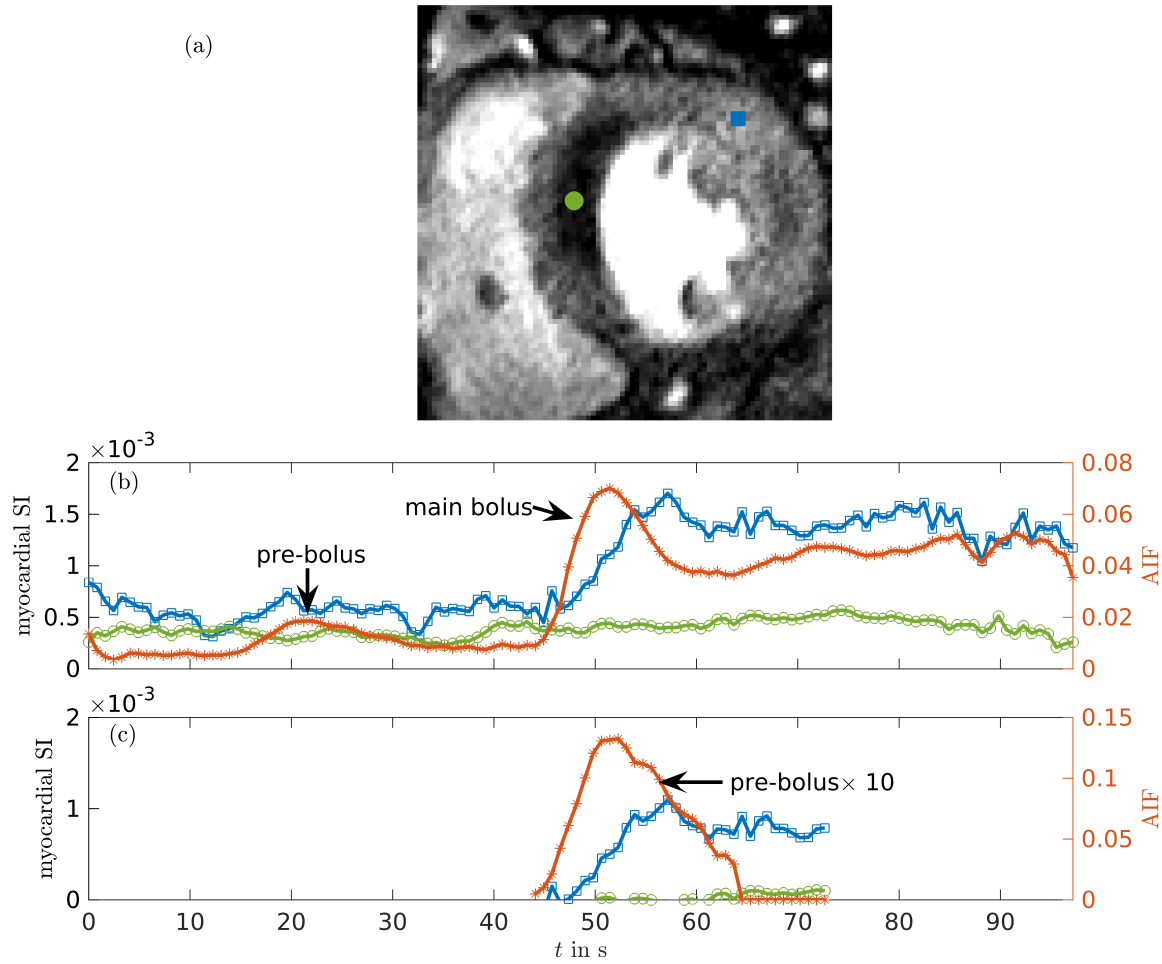 (a)
×10-3
2
1.5
1
0.5
0
myocardial SI
(b)
pre-bolus
main bolus
0.08
0.06
0.04
0.02
0
AIF
×10-3
2
1
0
myocardial SI
(c)
pre-bolus× 10
0.15
0.1
0.05
0
AIF
0 10 20 30 40 50 60 70 80 90
t in s